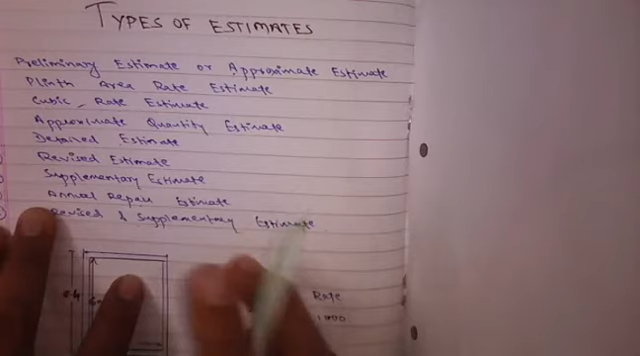 TYPES OF ESTIMATES
Preliminary Estimate or Approximate Estimate
Plinth Area Rate Estimate
Cubic Rate Estimate
Approximate Quantity Estimate
Detailed Estimate
Revised Estimate
Supplementary Estimate
Annual Repair Estimate
Revised & Supplementary Estimate
Rate
1000